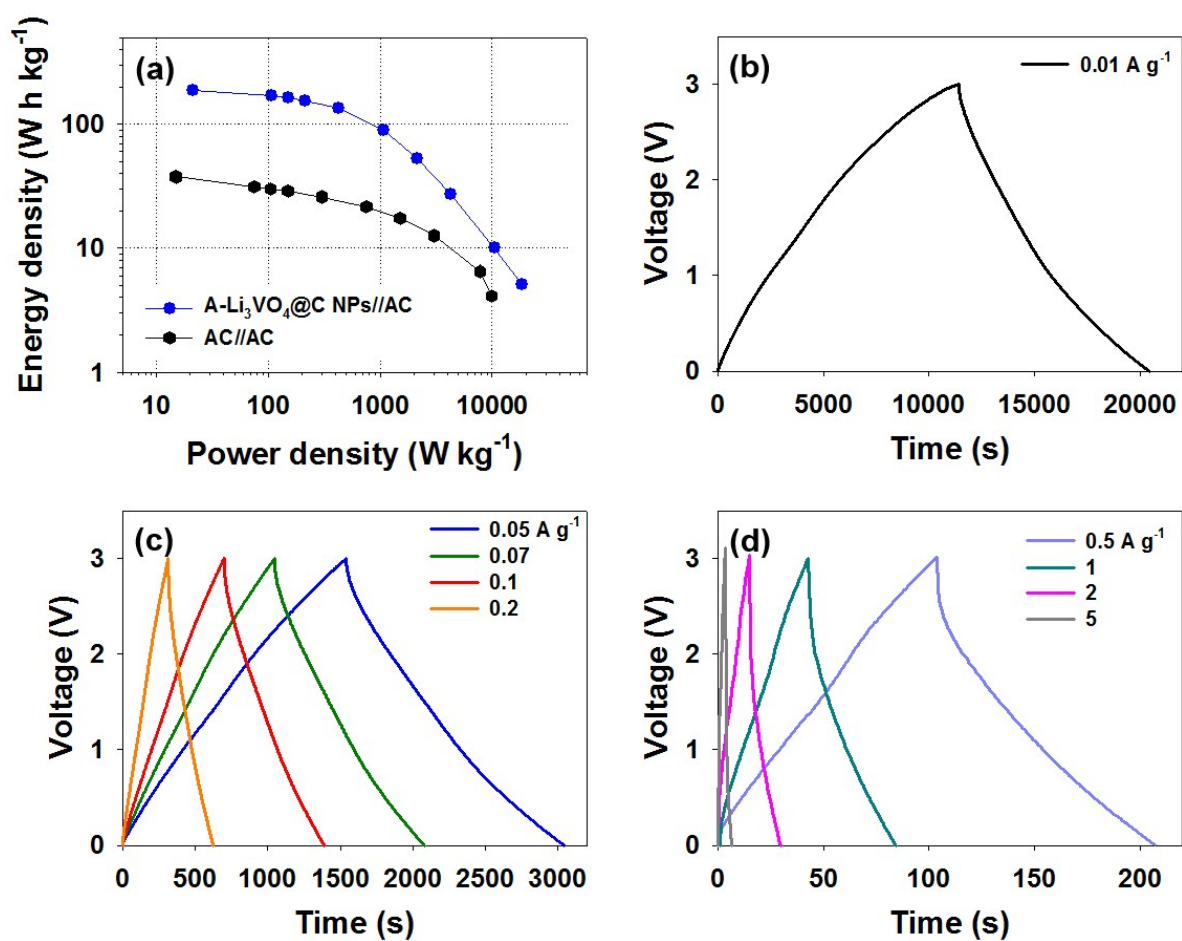 (a)
Energy density (W h kg⁻¹)
100
10
1
A-Li₃VO₄@C NPs//AC
AC//AC
10 100 1000 10000
Power density (W kg⁻¹)
(b)
0.01 A g⁻¹
Voltage (V)
3
2
1
0
0 5000 10000 15000 20000
Time (s)
(c)
0.05 A g⁻¹
0.07
0.1
0.2
Voltage (V)
3
2
1
0
0 500 1000 1500 2000 2500 3000
Time (s)
(d)
0.5 A g⁻¹
1
2
5
Voltage (V)
3
2
1
0
0 50 100 150 200
Time (s)